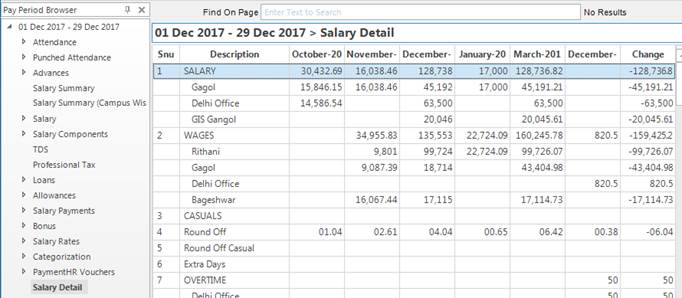 Pay Period Browser
01 Dec 2017 - 29 Dec 2017
Attendance
Punched Attendance
Advances
Salary Summary
Salary Summary (Campus Wis
Salary
Salary Components
TDS
Professional Tax
Loans
Allowances
Salary Payments
Bonus
Salary Rates
Categorization
PaymentHR Vouchers
Salary Detail
Find On Page Enter Text to Search No Results
01 Dec 2017 - 29 Dec 2017 > Salary Detail
Snu Description October-20 November- December- January-20 March-201 December- Change
1 SALARY 30,432.69 16,038.46 128,738 17,000 128,736.82 -128,736.8
Gagol 15,846.15 16,038.46 45,192 17,000 45,191.21 -45,191.21
Delhi Office 14,586.54 63,500 63,500 -63,500
GIS Gangol 20,046 20,045.61 -20,045.61
2 WAGES 34,955.83 135,553 22,724.09 160,245.78 820.5 -159,425.2
Rithani 9,801 99,724 22,724.09 99,726.07 -99,726.07
Gagol 9,087.39 18,714 43,404.98 -43,404.98
Delhi Office 820.5 820.5
Bageshwar 16,067.44 17,115 17,114.73 -17,114.73
3 CASUALS
4 Round Off 01.04 02.61 04.04 00.65 06.42 00.38 -06.04
5 Round Off Casual
6 Extra Days
7 OVERTIME 50 50
Delhi Office 50 50